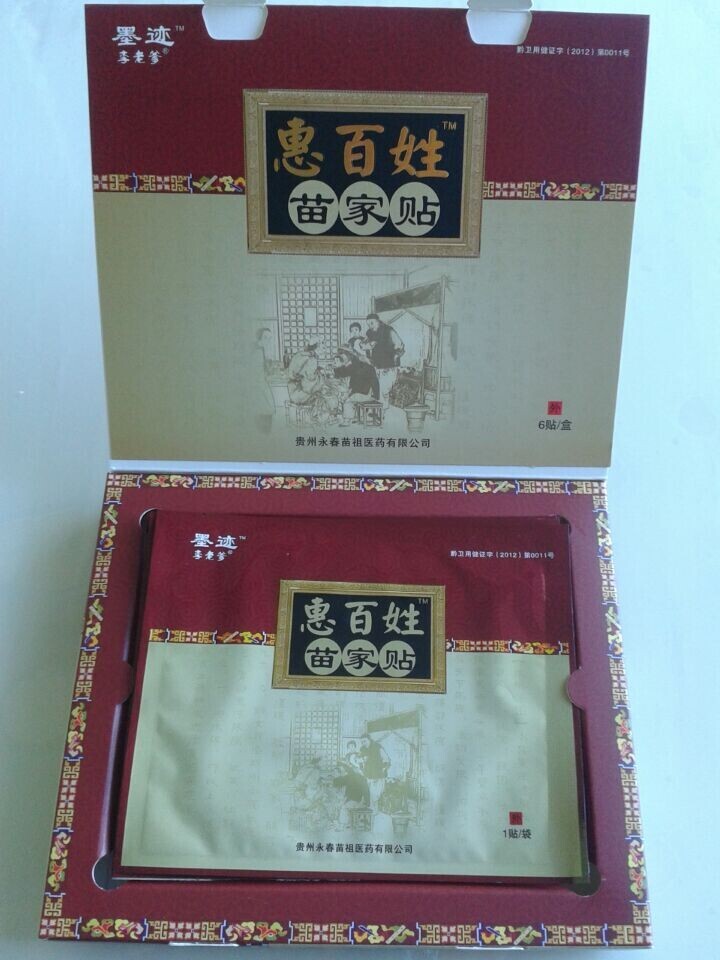 墨迹™
李老爹®
黔卫用健证字(2012)第0011号
惠百姓™
苗家贴
外
6贴/盒
贵州永春苗祖医药有限公司
墨迹™
李老爹®
黔卫用健证字(2012)第0011号
惠百姓™
苗家贴
外
1贴/袋
贵州永春苗祖医药有限公司